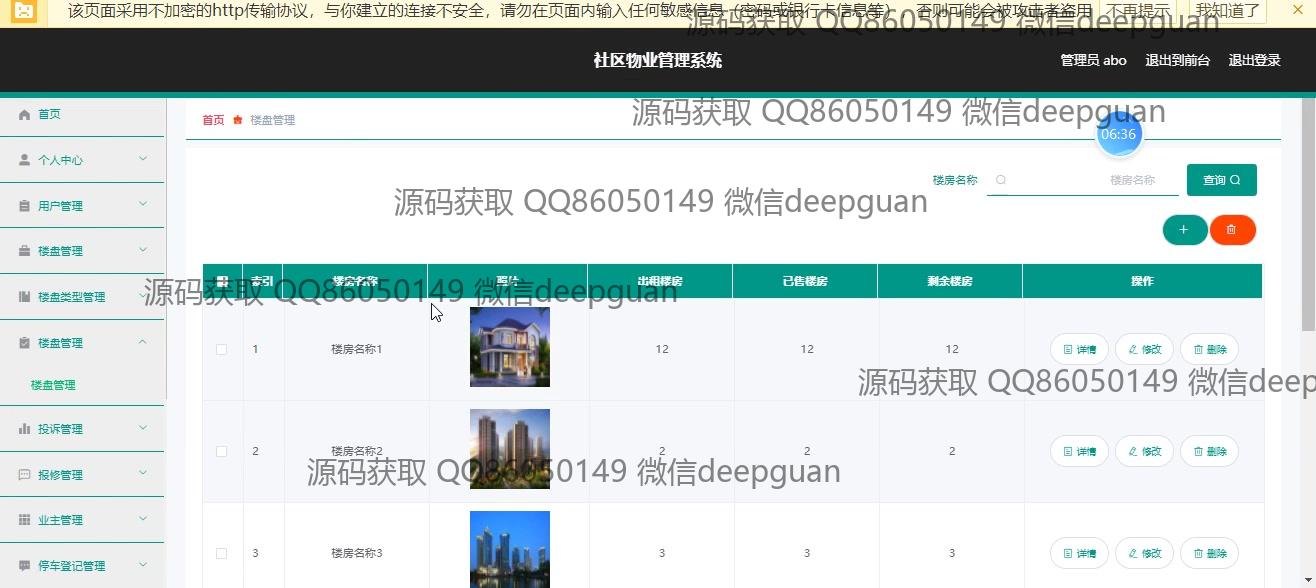 该页面采用不加密的http传输协议，与你建立的连接不安全，请勿在页面内输入任何敏感信息（密码或银行卡信息等），否则可能会被攻击者盗用 不再提示 我知道了
源码获取 QQ86050149 微信deepguan
社区物业管理系统 管理员 abo 退出到前台 退出登录
首页
首页 楼盘管理
源码获取 QQ86050149 微信deepguan
06:36
个人中心
楼房名称 楼房名称 查询
用户管理
源码获取 QQ86050149 微信deepguan
楼盘管理
索引 楼房名称 照片 出租楼房 已售楼房 剩余楼房 操作
源码获取 QQ86050149 微信deepguan
楼盘类型管理
楼盘管理
1 楼房名称1 12 12 12 详情 修改 删除
楼盘管理
源码获取 QQ86050149 微信deep
投诉管理
2 楼房名称2 2 2 2 详情 修改 删除
报修管理
源码获取 QQ86050149 微信deepguan
业主管理
3 楼房名称3 3 3 3 详情 修改 删除
停车登记管理